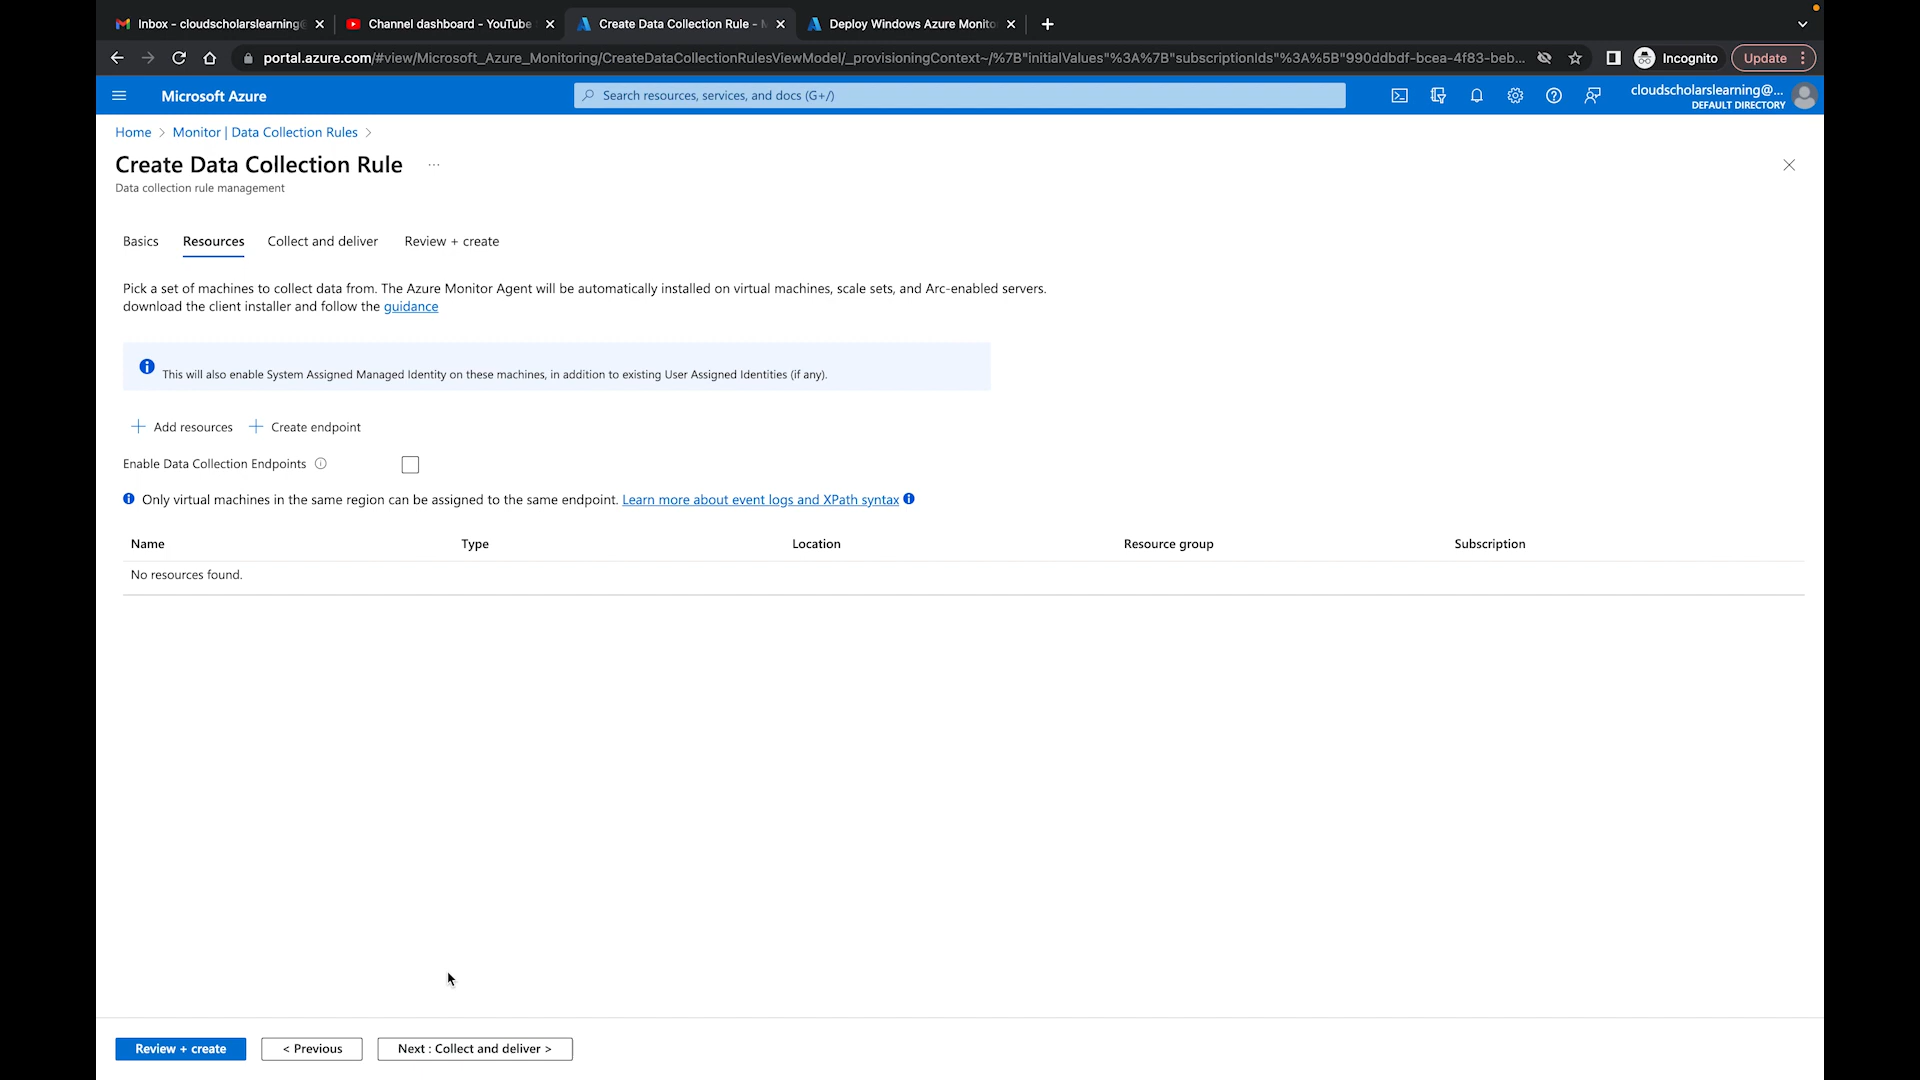 Inbox - cloudscholarslearning
Channel dashboard - YouTube
Create Data Collection Rule -
Deploy Windows Azure Monito
portal.azure.com/#view/Microsoft_Azure_Monitoring/CreateDataCollectionRulesViewModel/_provisioningContext~/%7B"initialValues"%3A%7B"subscriptionIds"%3A%5B"990ddbdf-bcea-4f83-beb...
Incognito
Update
Microsoft Azure
Search resources, services, and docs (G+/)
cloudscholarslearning@...
DEFAULT DIRECTORY
Home > Monitor | Data Collection Rules >
Create Data Collection Rule ...
Data collection rule management
Basics Resources Collect and deliver Review + create
Pick a set of machines to collect data from. The Azure Monitor Agent will be automatically installed on virtual machines, scale sets, and Arc-enabled servers.
download the client installer and follow the guidance
This will also enable System Assigned Managed Identity on these machines, in addition to existing User Assigned Identities (if any).
+ Add resources + Create endpoint
Enable Data Collection Endpoints
Only virtual machines in the same region can be assigned to the same endpoint. Learn more about event logs and XPath syntax
Name Type Location Resource group Subscription
No resources found.
Review + create < Previous Next : Collect and deliver >